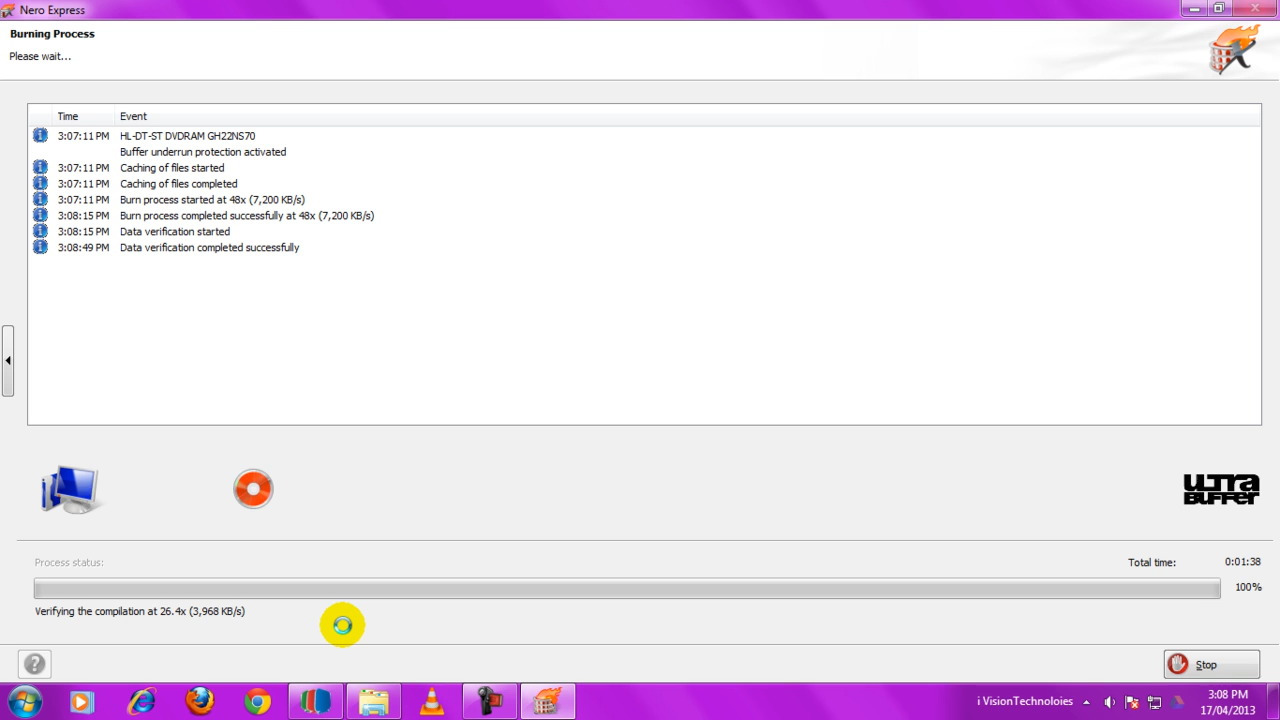 Nero Express
Burning Process
Please wait...
Time Event
3:07:11 PM HL-DT-ST DVDRAM GH22NS70
Buffer underrun protection activated
3:07:11 PM Caching of files started
3:07:11 PM Caching of files completed
3:07:11 PM Burn process started at 48x (7,200 KB/s)
3:08:15 PM Burn process completed successfully at 48x (7,200 KB/s)
3:08:15 PM Data verification started
3:08:49 PM Data verification completed successfully
ULTRA
BUFFER
Process status:
Total time: 0:01:38
100%
Verifying the compilation at 26.4x (3,968 KB/s)
Stop
i VisionTechnoloies
3:08 PM
17/04/2013